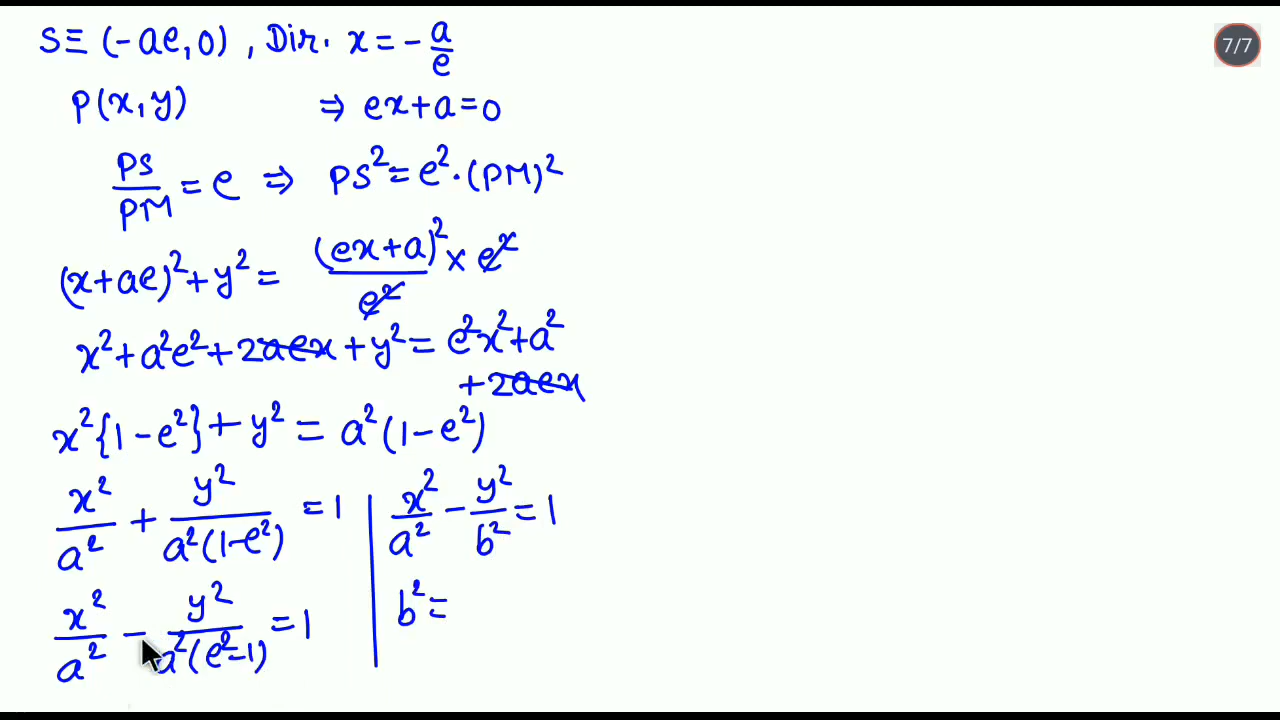 S≡ (-ae,0) , Dir. x = -a/e
7/7
P(x,y) ⇒ ex+a=0
PS/PM = e ⇒ PS² = e².(PM)²
(x+ae)²+y² = (ex+a)²/e² × e²
x²+a²e²+2aex+y² = e²x²+a²
+2aex
x²{1-e²}+y² = a²(1-e²)
x²/a² + y²/a²(1-e²) = 1 | x²/a² - y²/b² = 1
x²/a² - y²/a²(e²-1) = 1 | b² =